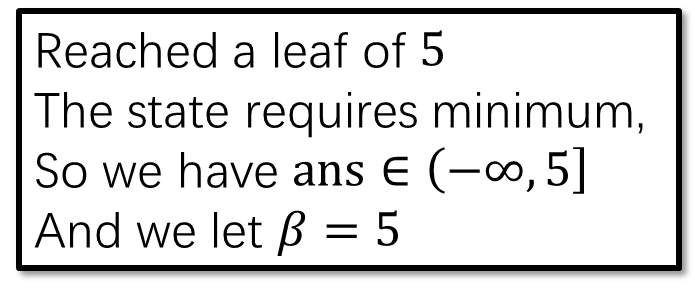 Reached a leaf of 5
The state requires minimum,
So we have ans ∈ (−∞, 5]
And we let β = 5